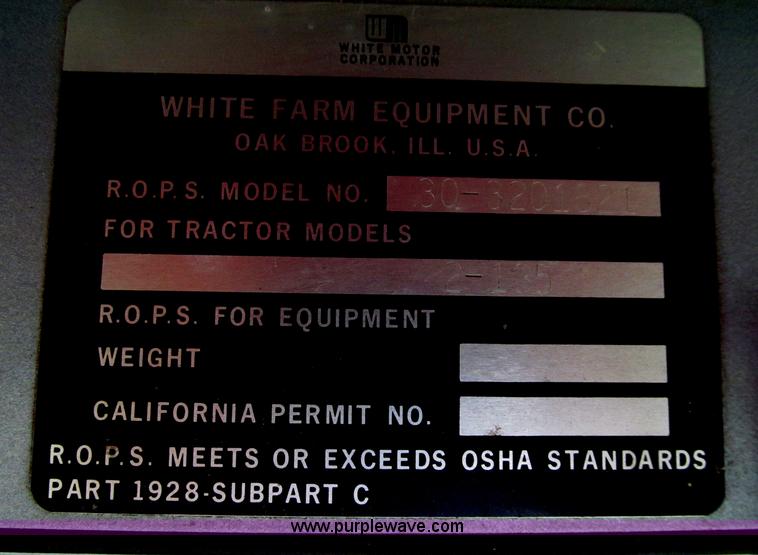 WHITE MOTOR
CORPORATION
WHITE FARM EQUIPMENT CO.
OAK BROOK, ILL. U.S.A.
R.O.P.S. MODEL NO.
FOR TRACTOR MODELS
R.O.P.S. FOR EQUIPMENT
WEIGHT
CALIFORNIA PERMIT NO.
R.O.P.S. MEETS OR EXCEEDS OSHA STANDARDS
PART 1928-SUBPART C
www.purplewave.com